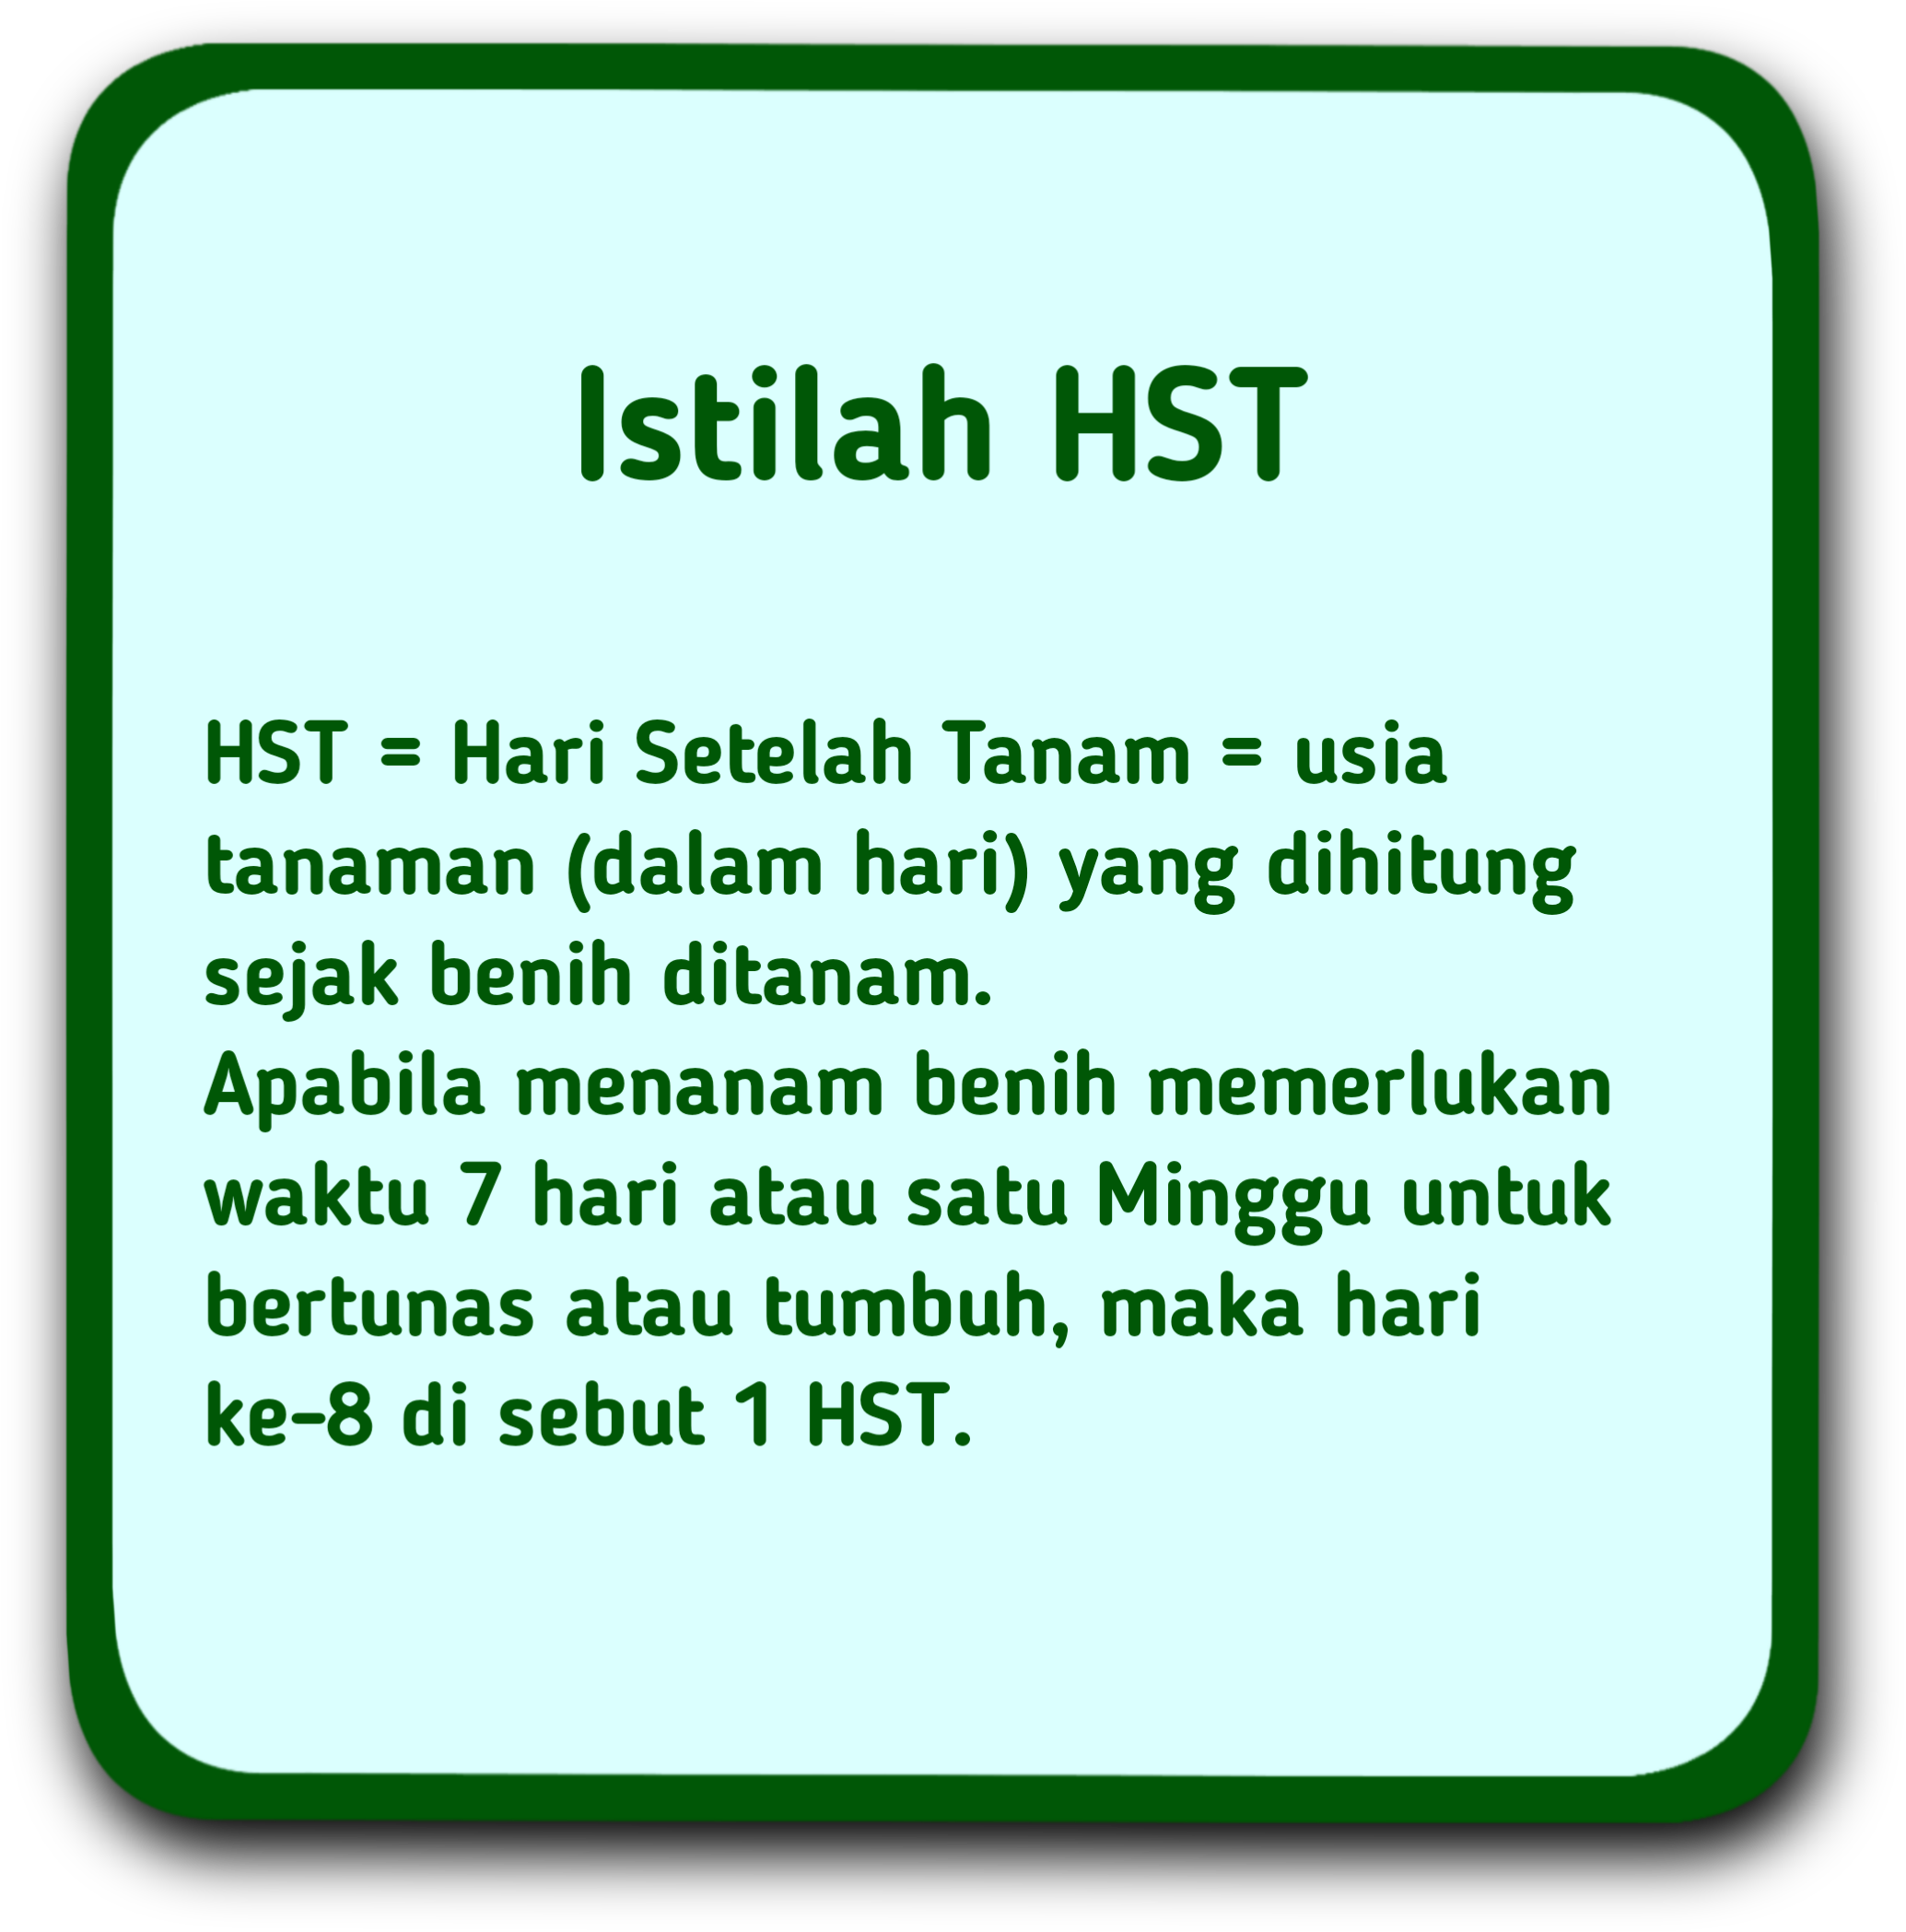 Istilah HST
HST = Hari Setelah Tanam = usia
tanaman (dalam hari) yang dihitung
sejak benih ditanam.
Apabila menanam benih memerlukan
waktu 7 hari atau satu Minggu untuk
bertunas atau tumbuh, maka hari
ke-8 di sebut 1 HST.